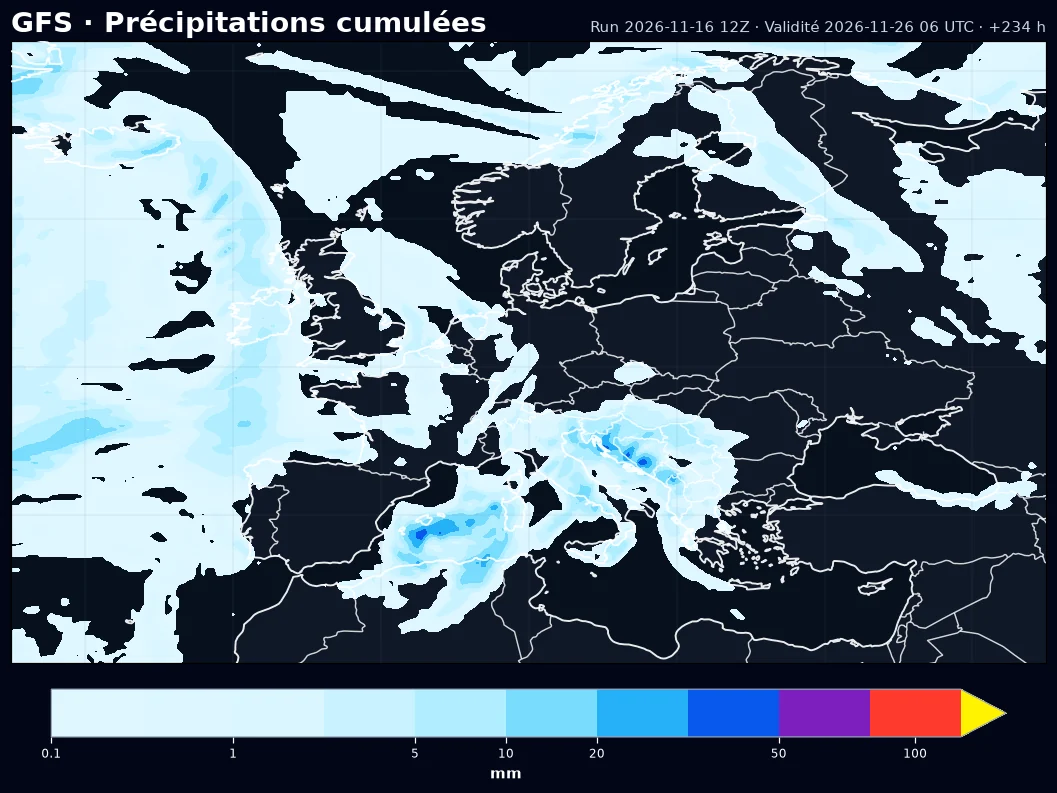 GFS · Précipitations cumulées
Run 2026-11-16 12Z · Validité 2026-11-26 06 UTC · +234 h
0.1 1 5 10 20 50 100
mm